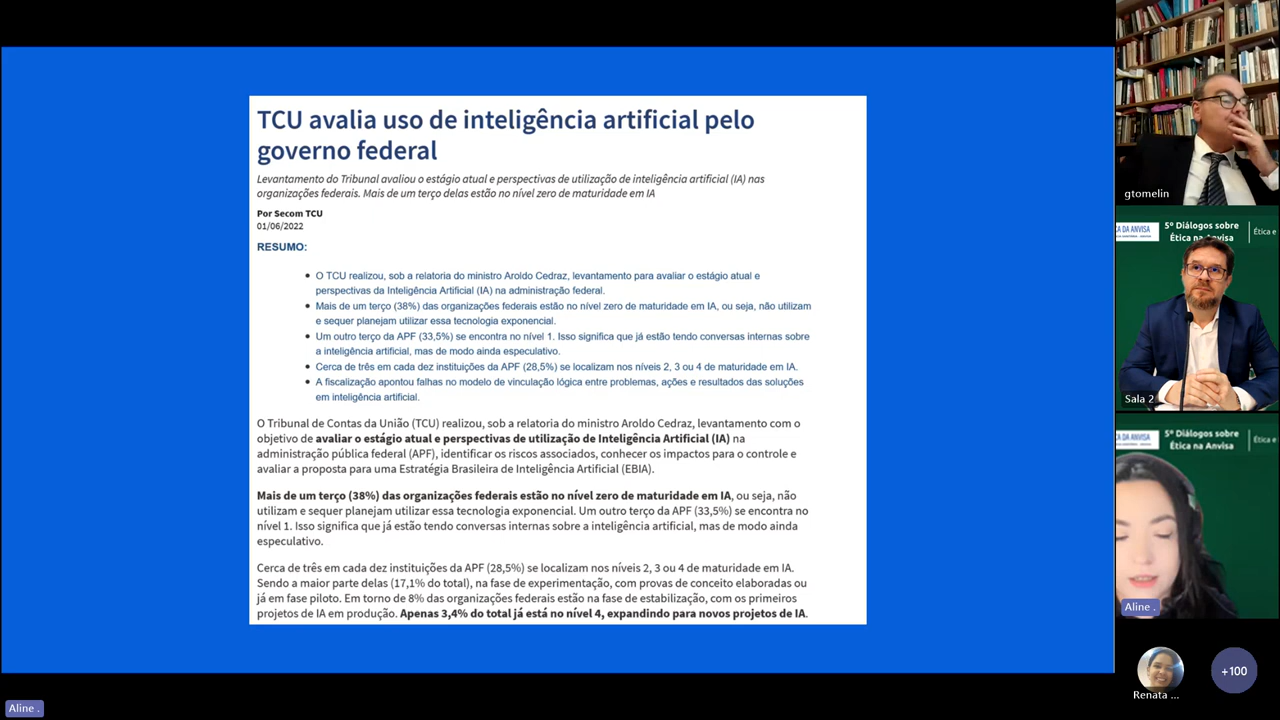 TCU avalia uso de inteligência artificial pelo
governo federal
Levantamento do Tribunal avaliou o estágio atual e perspectivas de utilização de inteligência artificial (IA) nas
organizações federais. Mais de um terço delas estão no nível zero de maturidade em IA
Por Secom TCU
01/06/2022
RESUMO:
• O TCU realizou, sob a relatoria do ministro Aroldo Cedraz, levantamento para avaliar o estágio atual e
perspectivas da Inteligência Artificial (IA) na administração federal.
• Mais de um terço (38%) das organizações federais estão no nível zero de maturidade em IA, ou seja, não utilizam
e sequer planejam utilizar essa tecnologia exponencial.
• Um outro terço da APF (33,5%) se encontra no nível 1. Isso significa que já estão tendo conversas internas sobre
a inteligência artificial, mas de modo ainda especulativo.
• Cerca de três em cada dez instituições da APF (28,5%) se localizam nos níveis 2, 3 ou 4 de maturidade em IA.
• A fiscalização apontou falhas no modelo de vinculação lógica entre problemas, ações e resultados das soluções
em inteligência artificial.
O Tribunal de Contas da União (TCU) realizou, sob a relatoria do ministro Aroldo Cedraz, levantamento com o
objetivo de avaliar o estágio atual e perspectivas de utilização de Inteligência Artificial (IA) na
administração pública federal (APF), identificar os riscos associados, conhecer os impactos para o controle e
avaliar a proposta para uma Estratégia Brasileira de Inteligência Artificial (EBIA).
Mais de um terço (38%) das organizações federais estão no nível zero de maturidade em IA, ou seja, não
utilizam e sequer planejam utilizar essa tecnologia exponencial. Um outro terço da APF (33,5%) se encontra no
nível 1. Isso significa que já estão tendo conversas internas sobre a inteligência artificial, mas de modo ainda
especulativo.
Cerca de três em cada dez instituições da APF (28,5%) se localizam nos níveis 2, 3 ou 4 de maturidade em IA.
Sendo a maior parte delas (17,1% do total), na fase de experimentação, com provas de conceito elaboradas ou
já em fase piloto. Em torno de 8% das organizações federais estão na fase de estabilização, com os primeiros
projetos de IA em produção. Apenas 3,4% do total já está no nível 4, expandindo para novos projetos de IA.
gtomelin
CA DA ANVISA
5º Diálogos sobre
Ética na Anvisa
Ética e
Sala 2
CA DA ANVISA
5º Diálogos sobre
Ética na Anvisa
Ética e
Aline .
Renata ...
+100
Aline .